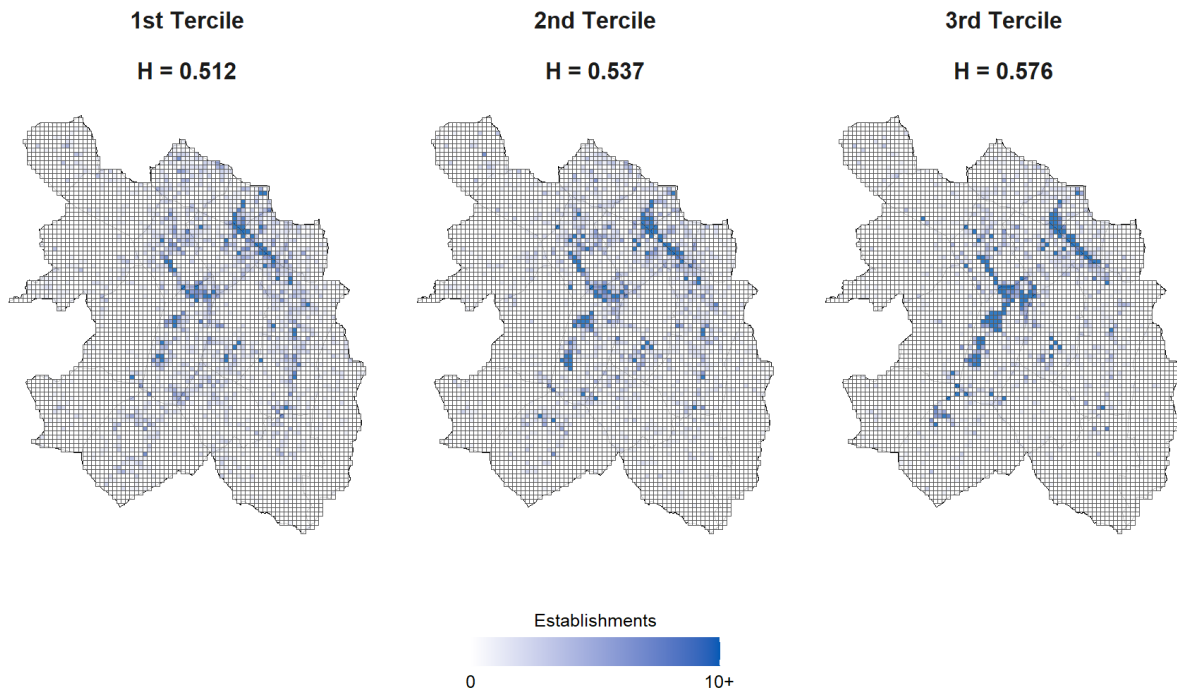 1st Tercile
H = 0.512
2nd Tercile
H = 0.537
3rd Tercile
H = 0.576
Establishments
0
10+